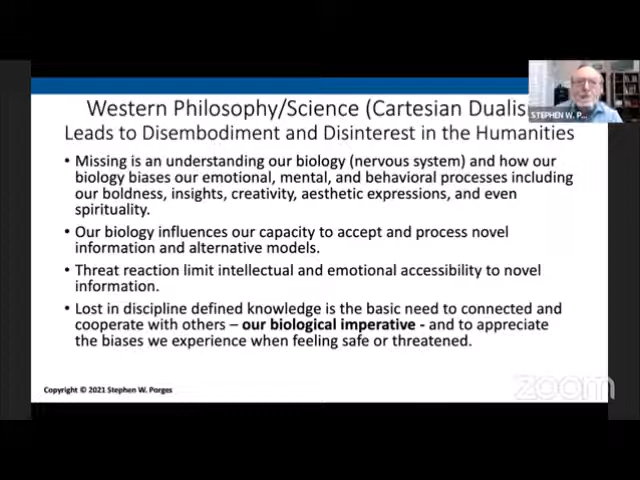 Western Philosophy/Science (Cartesian Dualis
STEPHEN W. P...
Leads to Disembodiment and Disinterest in the Humanities
• Missing is an understanding our biology (nervous system) and how our
biology biases our emotional, mental, and behavioral processes including
our boldness, insights, creativity, aesthetic expressions, and even
spirituality.
• Our biology influences our capacity to accept and process novel
information and alternative models.
• Threat reaction limit intellectual and emotional accessibility to novel
information.
• Lost in discipline defined knowledge is the basic need to connected and
cooperate with others – our biological imperative - and to appreciate
the biases we experience when feeling safe or threatened.
Copyright © 2021 Stephen W. Porges
zoom